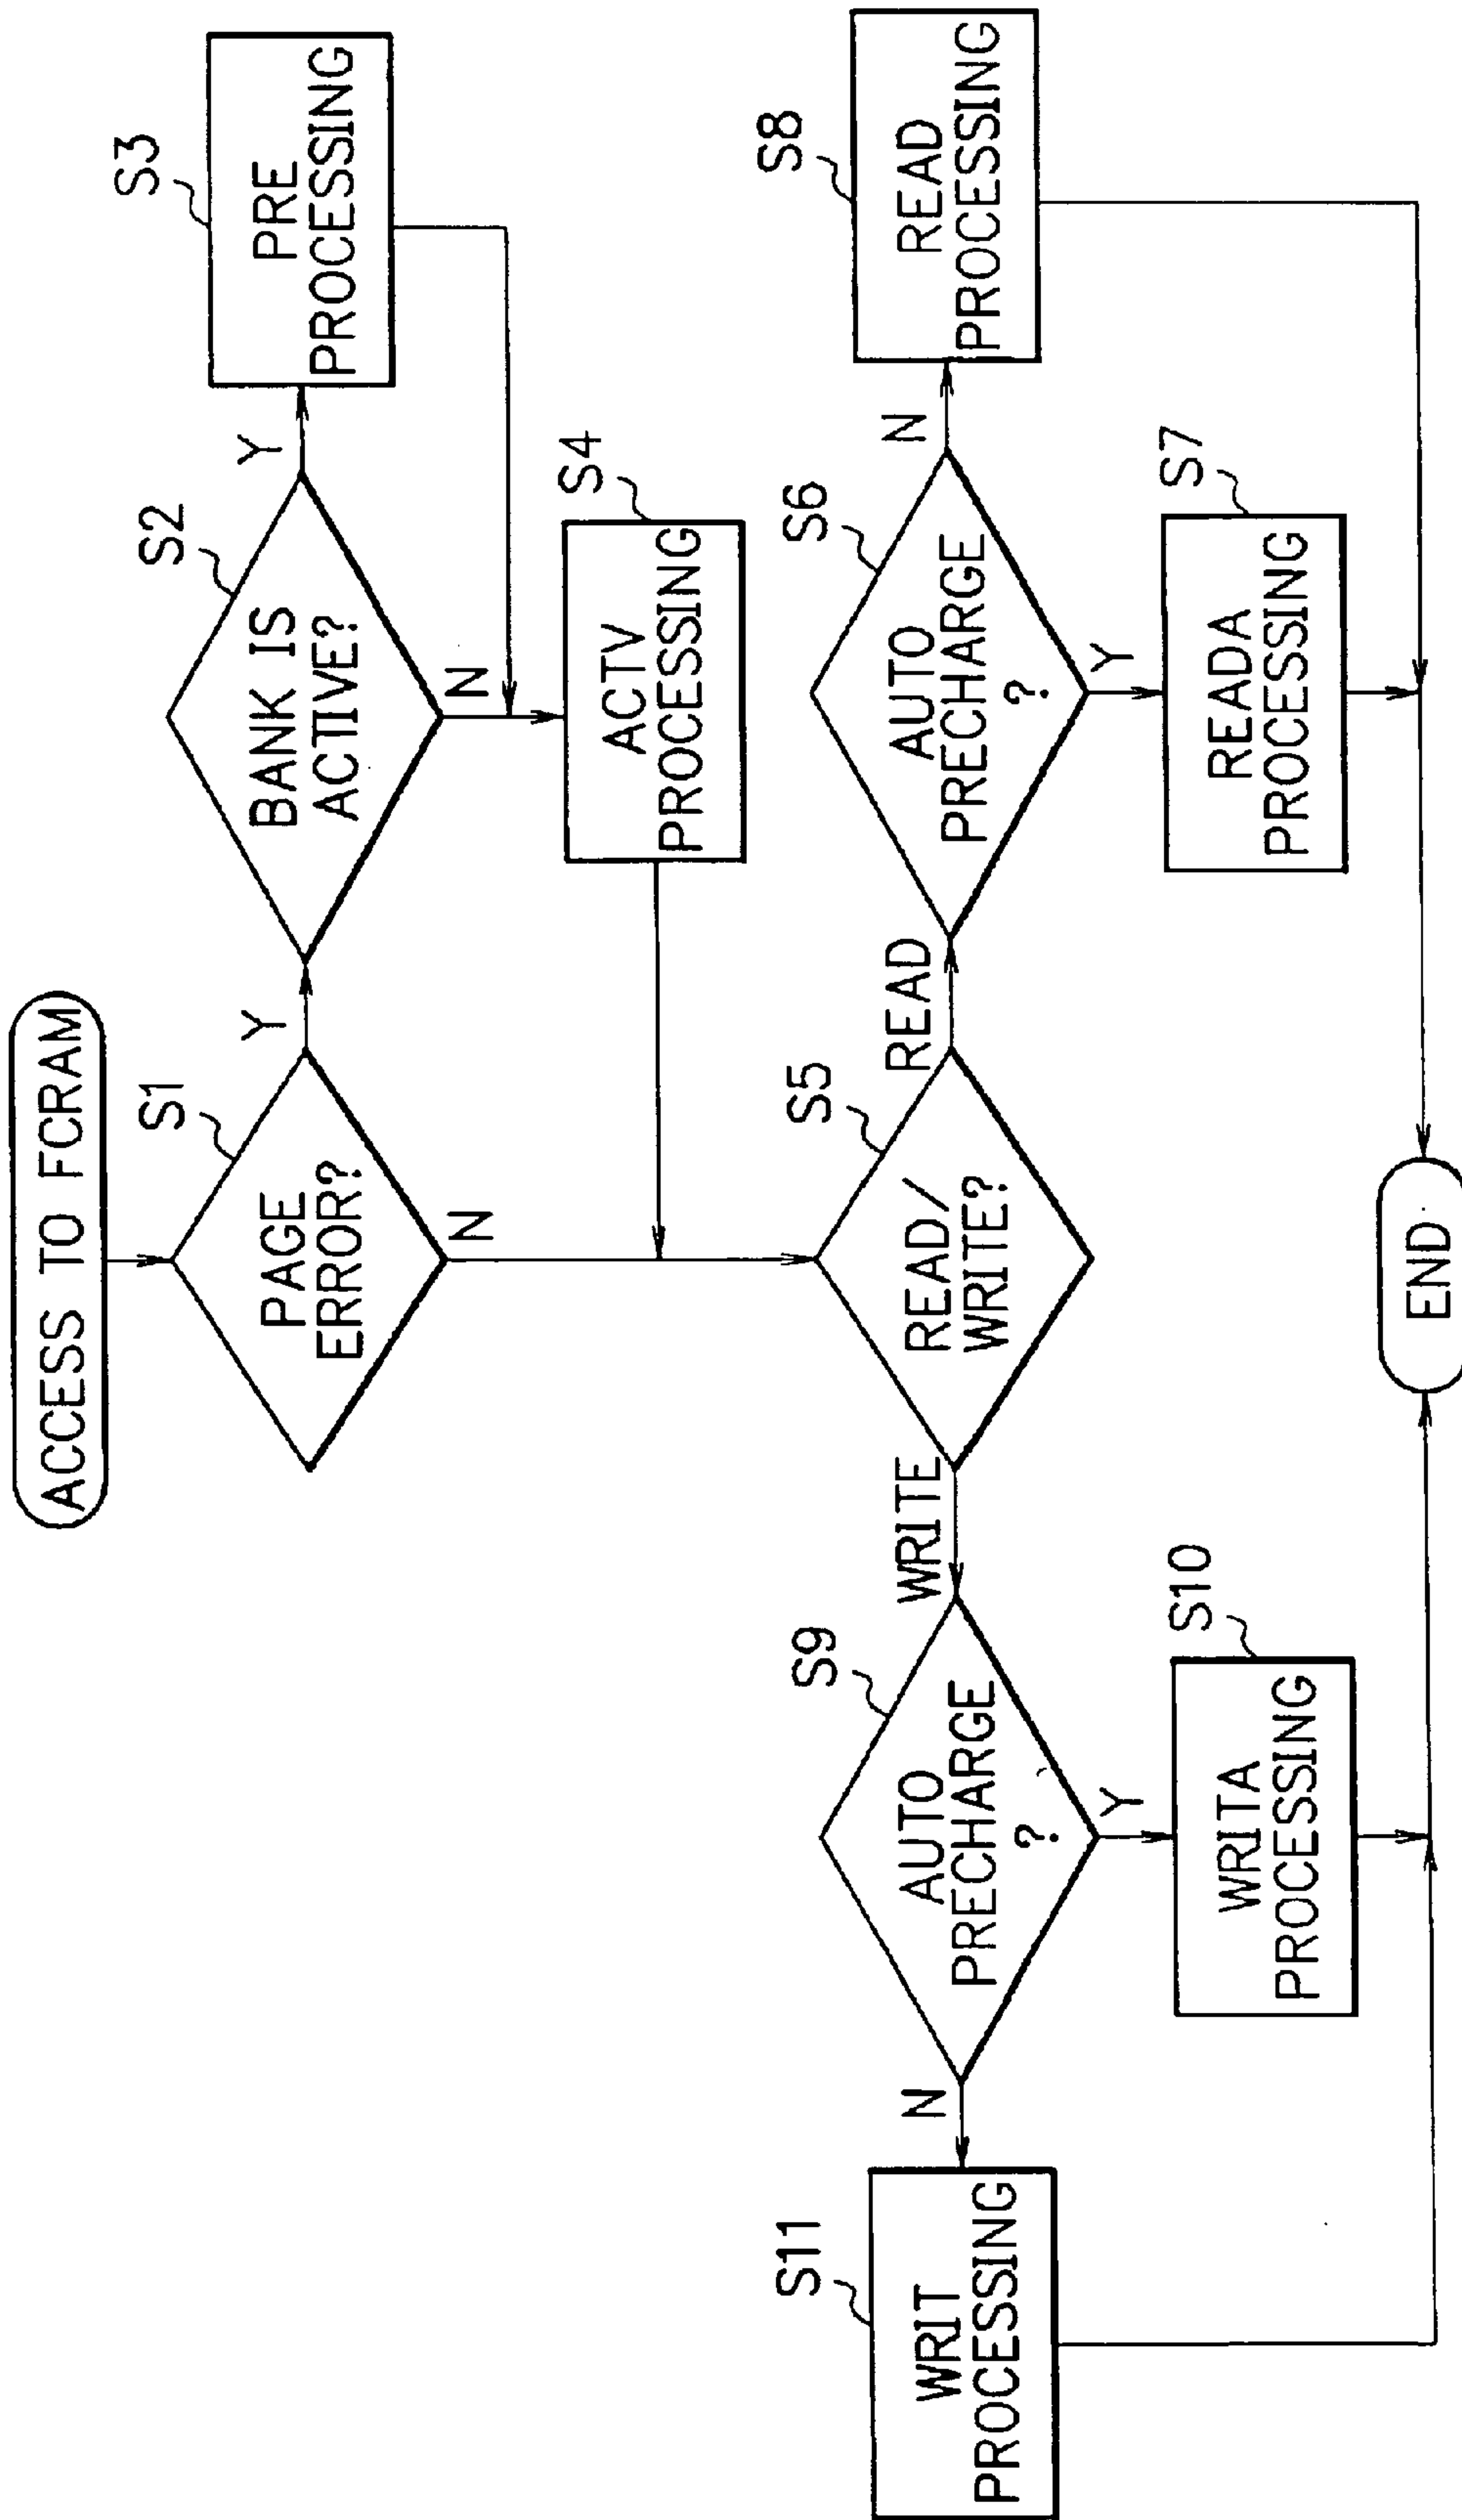 ACCESS TO FCRAM
S1
PAGE
ERROR?
Y
N
S2
BANK IS
ACTIVE?
Y
N
S3
PRE
PROCESSING
S4
ACTV
PROCESSING
S5
READ/
WRITE?
READ
WRITE
S6
AUTO
PRECHARGE
?
N
Y
S8
READ
PROCESSING
S7
READA
PROCESSING
S9
AUTO
PRECHARGE
?
N
Y
S11
WRIT
PROCESSING
S10
WRITA
PROCESSING
END